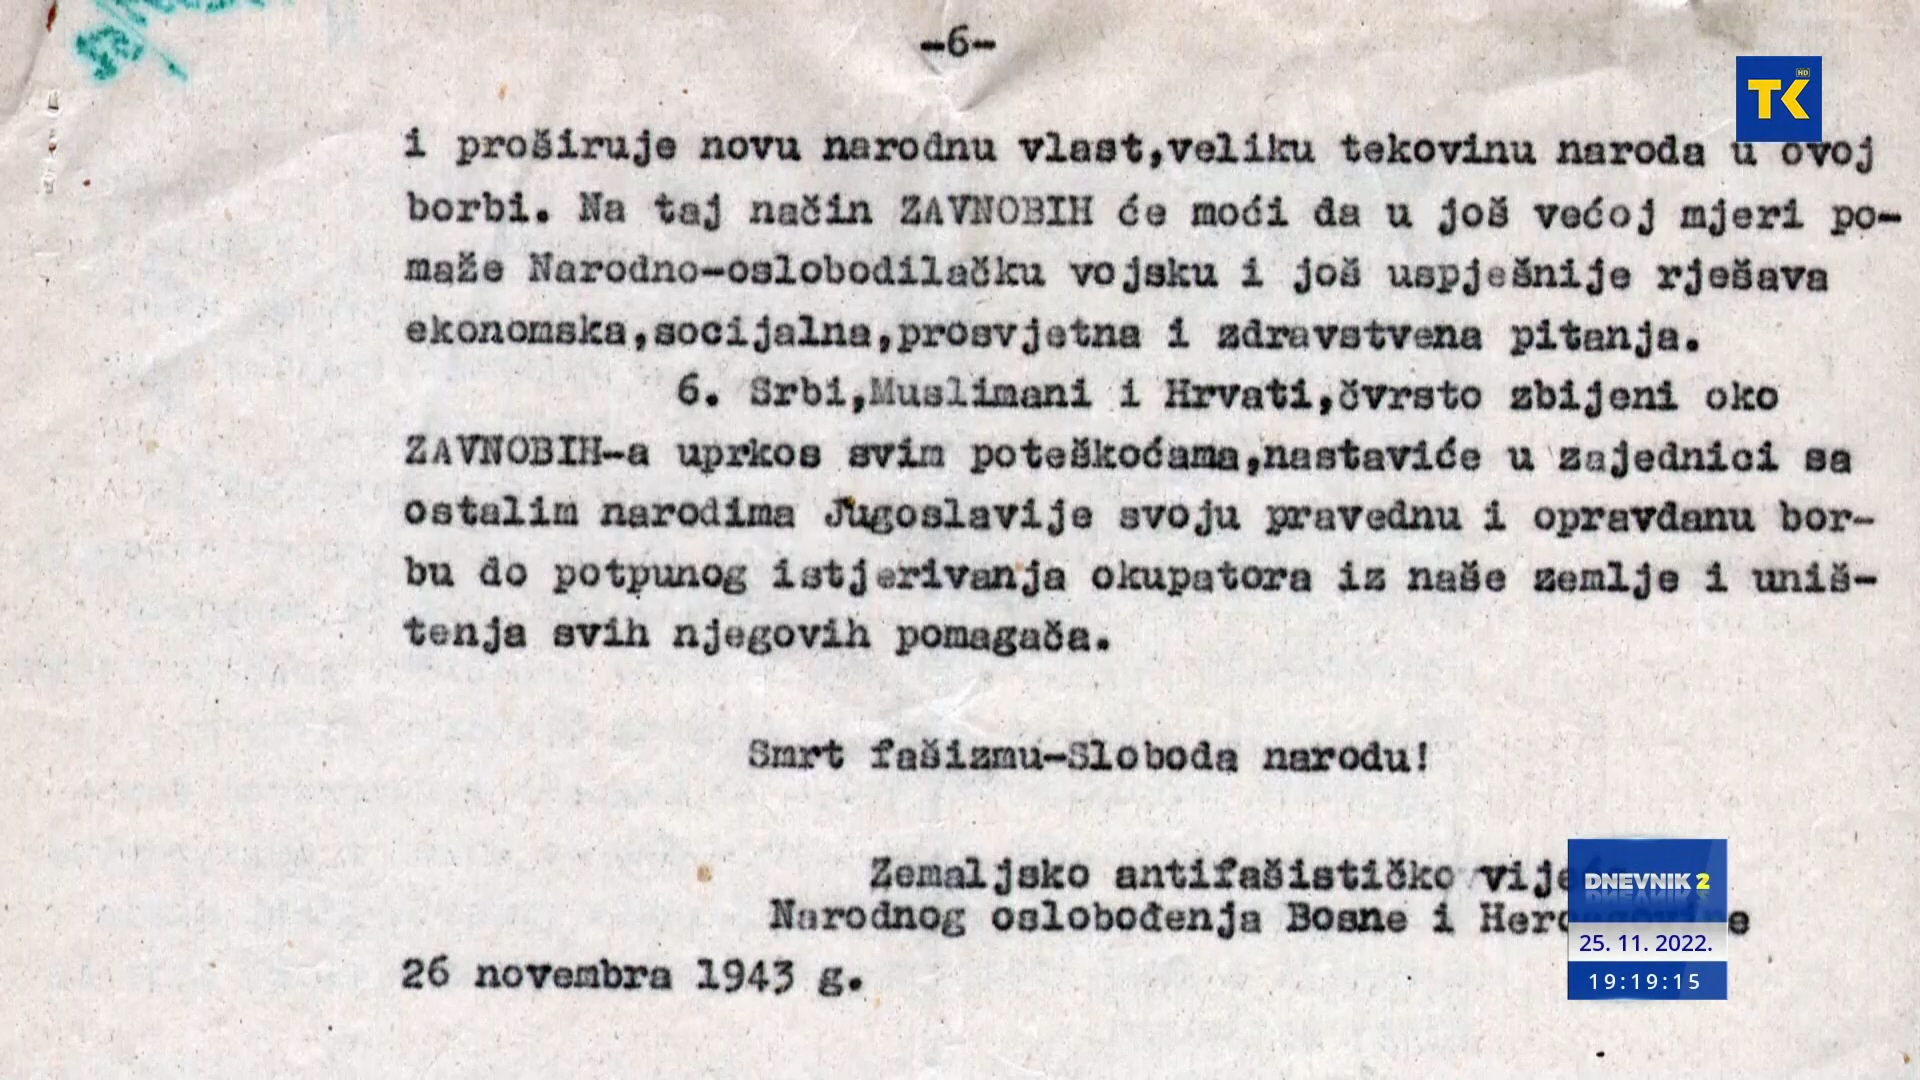 -6-
i proširuje novu narodnu vlast,veliku tekovinu naroda u ovoj
borbi. Na taj način ZAVNOBIH će moći da u još većoj mjeri po-
maže Narodno-oslobodilačku vojsku i još uspješnije rješava
ekonomska,socijalna,prosvjetna i zdravstvena pitanja.
6. Srbi,Muslimani i Hrvati,čvrsto zbijeni oko
ZAVNOBIH-a uprkos svim poteškoćama,nastaviće u zajednici sa
ostalim narodima Jugoslavije svoju pravednu i opravdanu bor-
bu do potpunog istjerivanja okupatora iz naše zemlje i uniš-
tenja svih njegovih pomagača.
Smrt fašizmu-Sloboda narodu!
Zemaljsko antifašističko
Narodnog oslobođenja Bosne i
26 novembra 1943 g.
TK HD
DNEVNIK 2
25. 11. 2022.
19:19:15